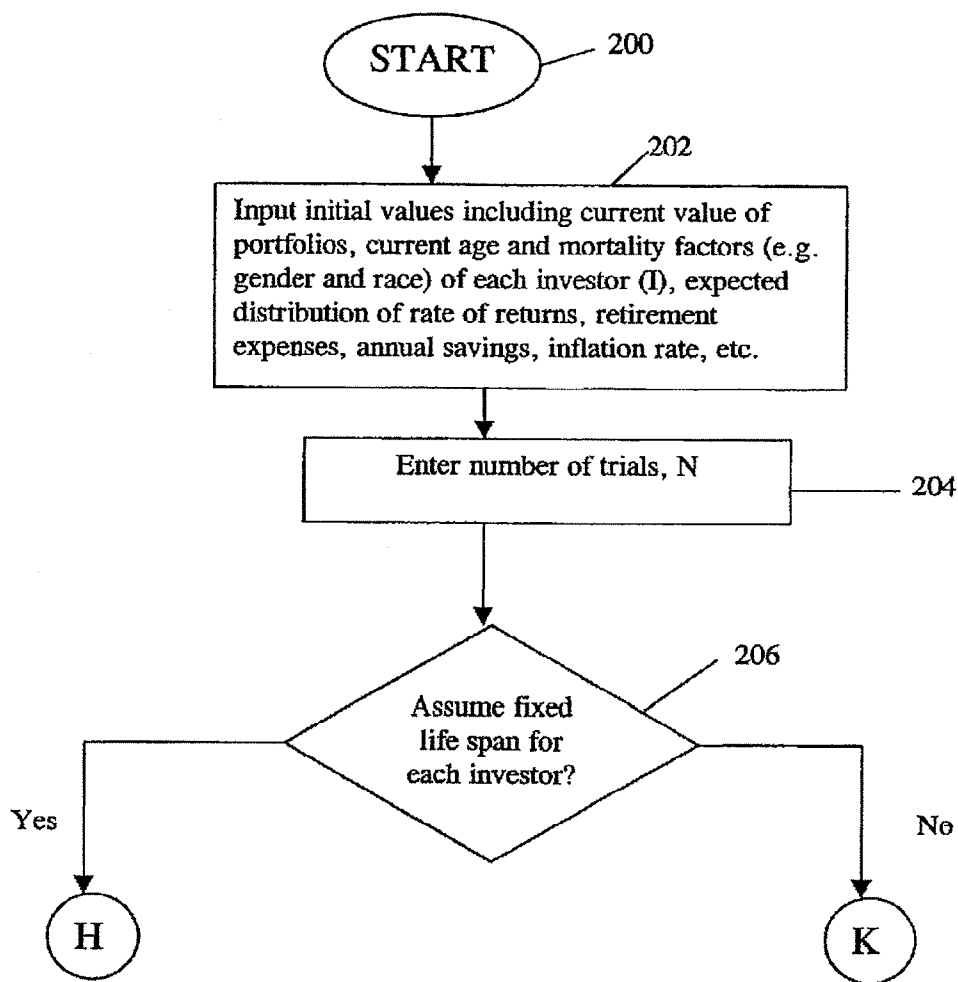 START
200
202
Input initial values including current value of
portfolios, current age and mortality factors (e.g.
gender and race) of each investor (I), expected
distribution of rate of returns, retirement
expenses, annual savings, inflation rate, etc.
Enter number of trials, N
204
206
Assume fixed
life span for
each investor?
Yes
No
H
K